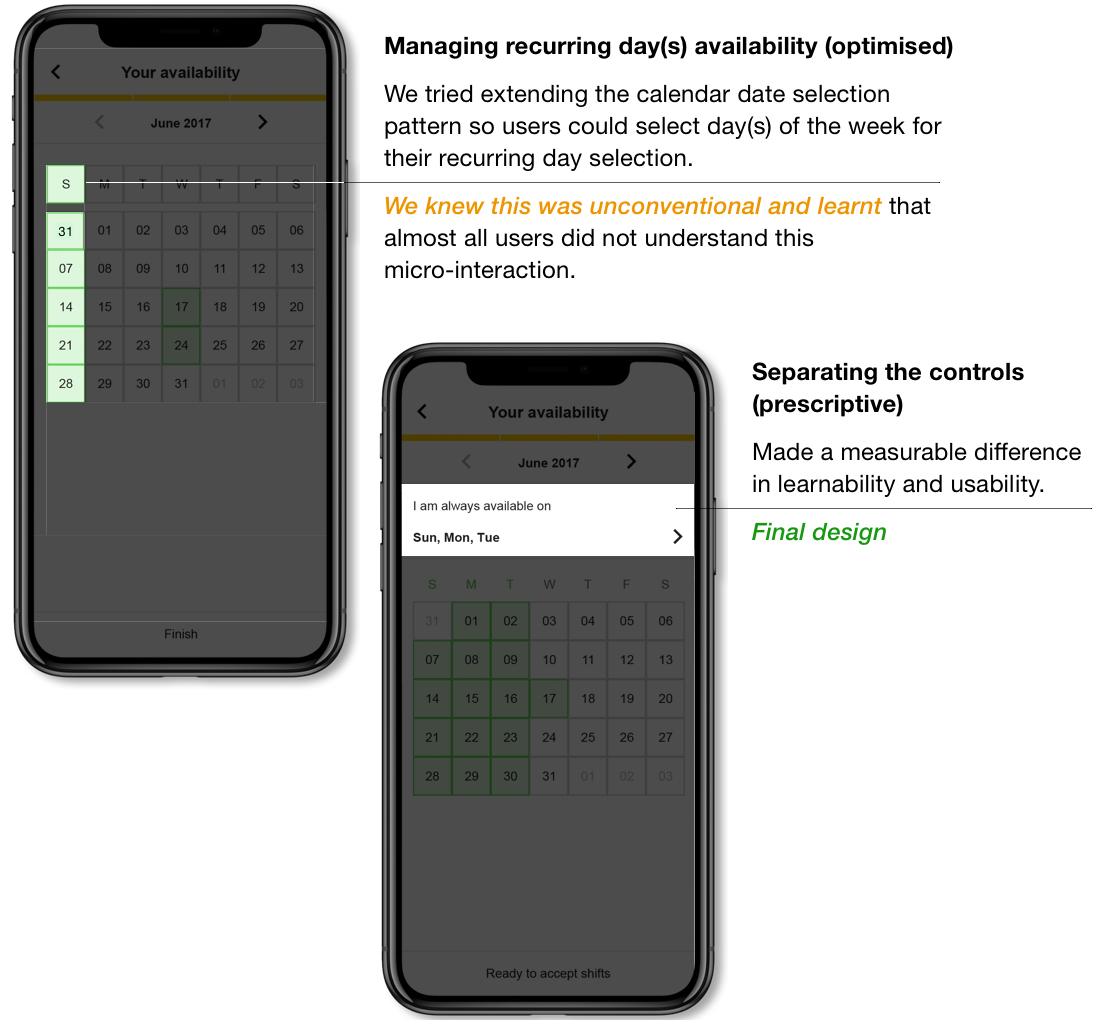 Your availability
June 2017
S M T W T F S
31 01 02 03 04 05 06
07 08 09 10 11 12 13
14 15 16 17 18 19 20
21 22 23 24 25 26 27
28 29 30 31 01 02 03
Finish
Managing recurring day(s) availability (optimised)
We tried extending the calendar date selection
pattern so users could select day(s) of the week for
their recurring day selection.
We knew this was unconventional and learnt that
almost all users did not understand this
micro-interaction.
Your availability
June 2017
I am always available on
Sun, Mon, Tue
S M T W T F S
31 01 02 03 04 05 06
07 08 09 10 11 12 13
14 15 16 17 18 19 20
21 22 23 24 25 26 27
28 29 30 31 01 02 03
Ready to accept shifts
Separating the controls
(prescriptive)
Made a measurable difference
in learnability and usability.
Final design